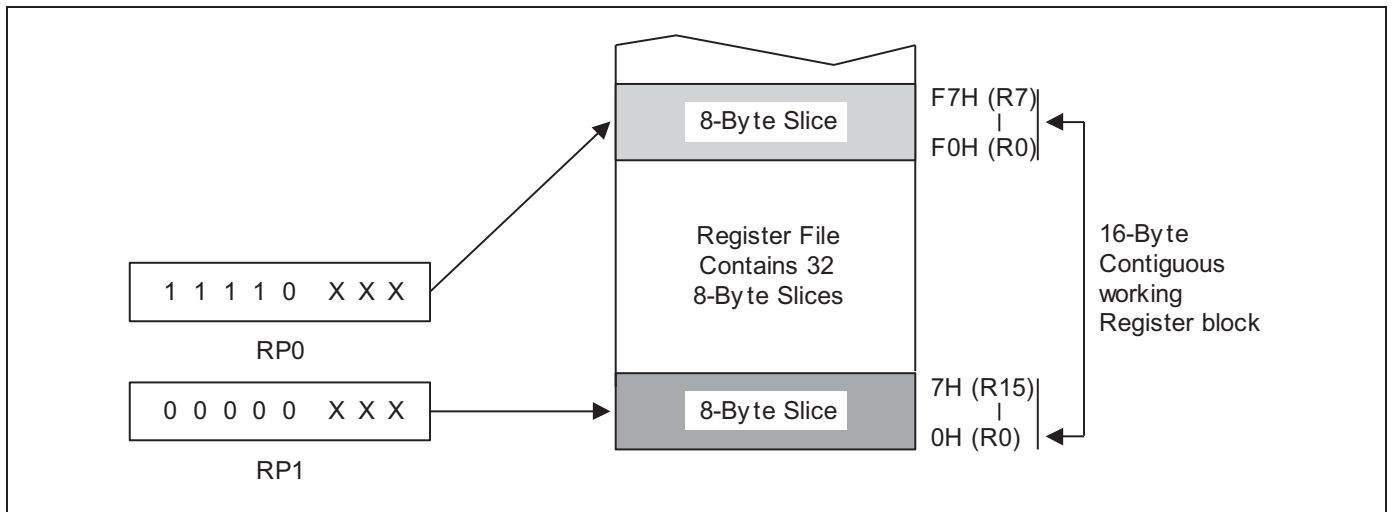 8-Byte Slice
F7H (R7)
F0H (R0)
Register File
Contains 32
8-Byte Slices
16-Byte
Contiguous
working
Register block
1 1 1 1 0 X X X
RP0
0 0 0 0 0 X X X
RP1
8-Byte Slice
7H (R15)
0H (R0)